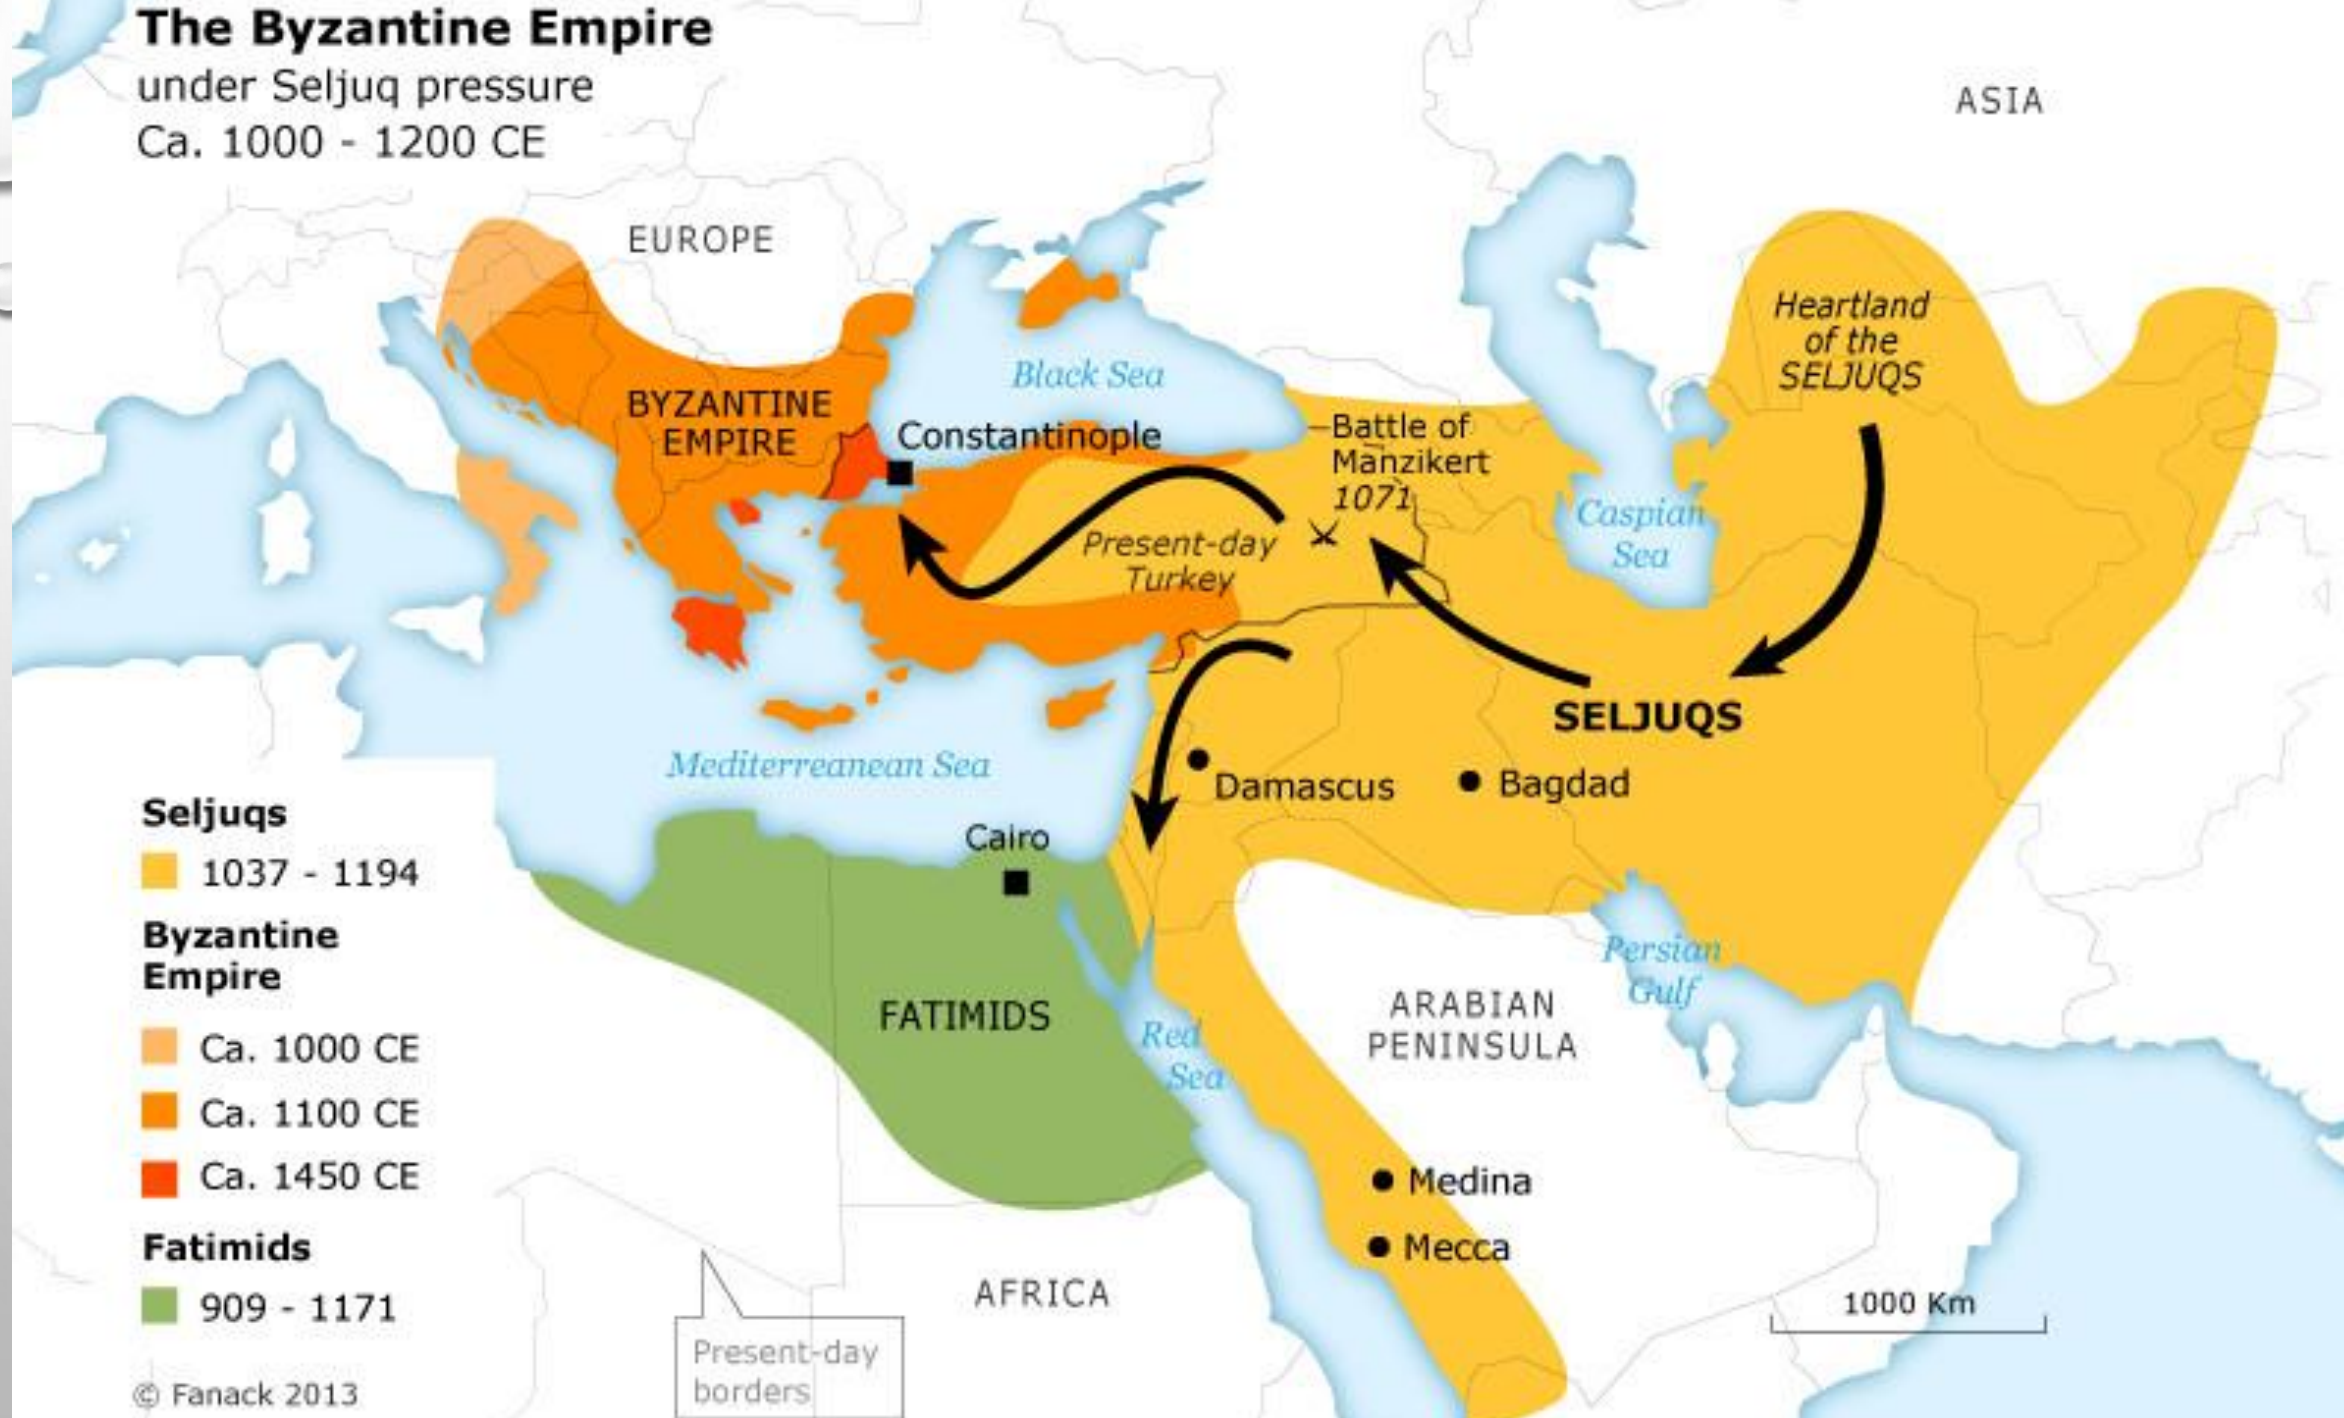 The Byzantine Empire
under Seljuq pressure
Ca. 1000 - 1200 CE
ASIA
EUROPE
Heartland
of the
SELJUQS
Black Sea
BYZANTINE
EMPIRE
Constantinople
Battle of
Manzikert
1071
Caspian
Sea
Present-day
Turkey
SELJUQS
Mediterranean Sea
Damascus
Bagdad
Cairo
Persian
Gulf
FATIMIDS
ARABIAN
PENINSULA
Red
Sea
Medina
Mecca
AFRICA
1000 Km
Seljuqs
1037 - 1194
Byzantine
Empire
Ca. 1000 CE
Ca. 1100 CE
Ca. 1450 CE
Fatimids
909 - 1171
Present-day
borders
© Fanack 2013